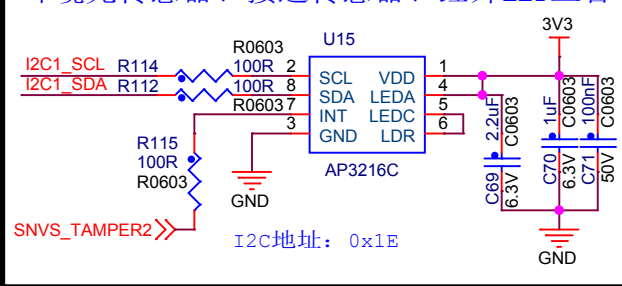 3V3
U15
I2C1_SCL R114 R0603 100R 2 SCL VDD 1
I2C1_SDA R112 100R 8 SDA LEDA 4
R0603 7 INT LEDC 5
3 GND LDR 6
AP3216C
R115
100R
R0603
GND
SNVS_TAMPER2
I2C地址: 0x1E
C69 2.2uF C0603 6.3V
C70 1uF C0603 6.3V
C71 100nF C0603 50V
GND